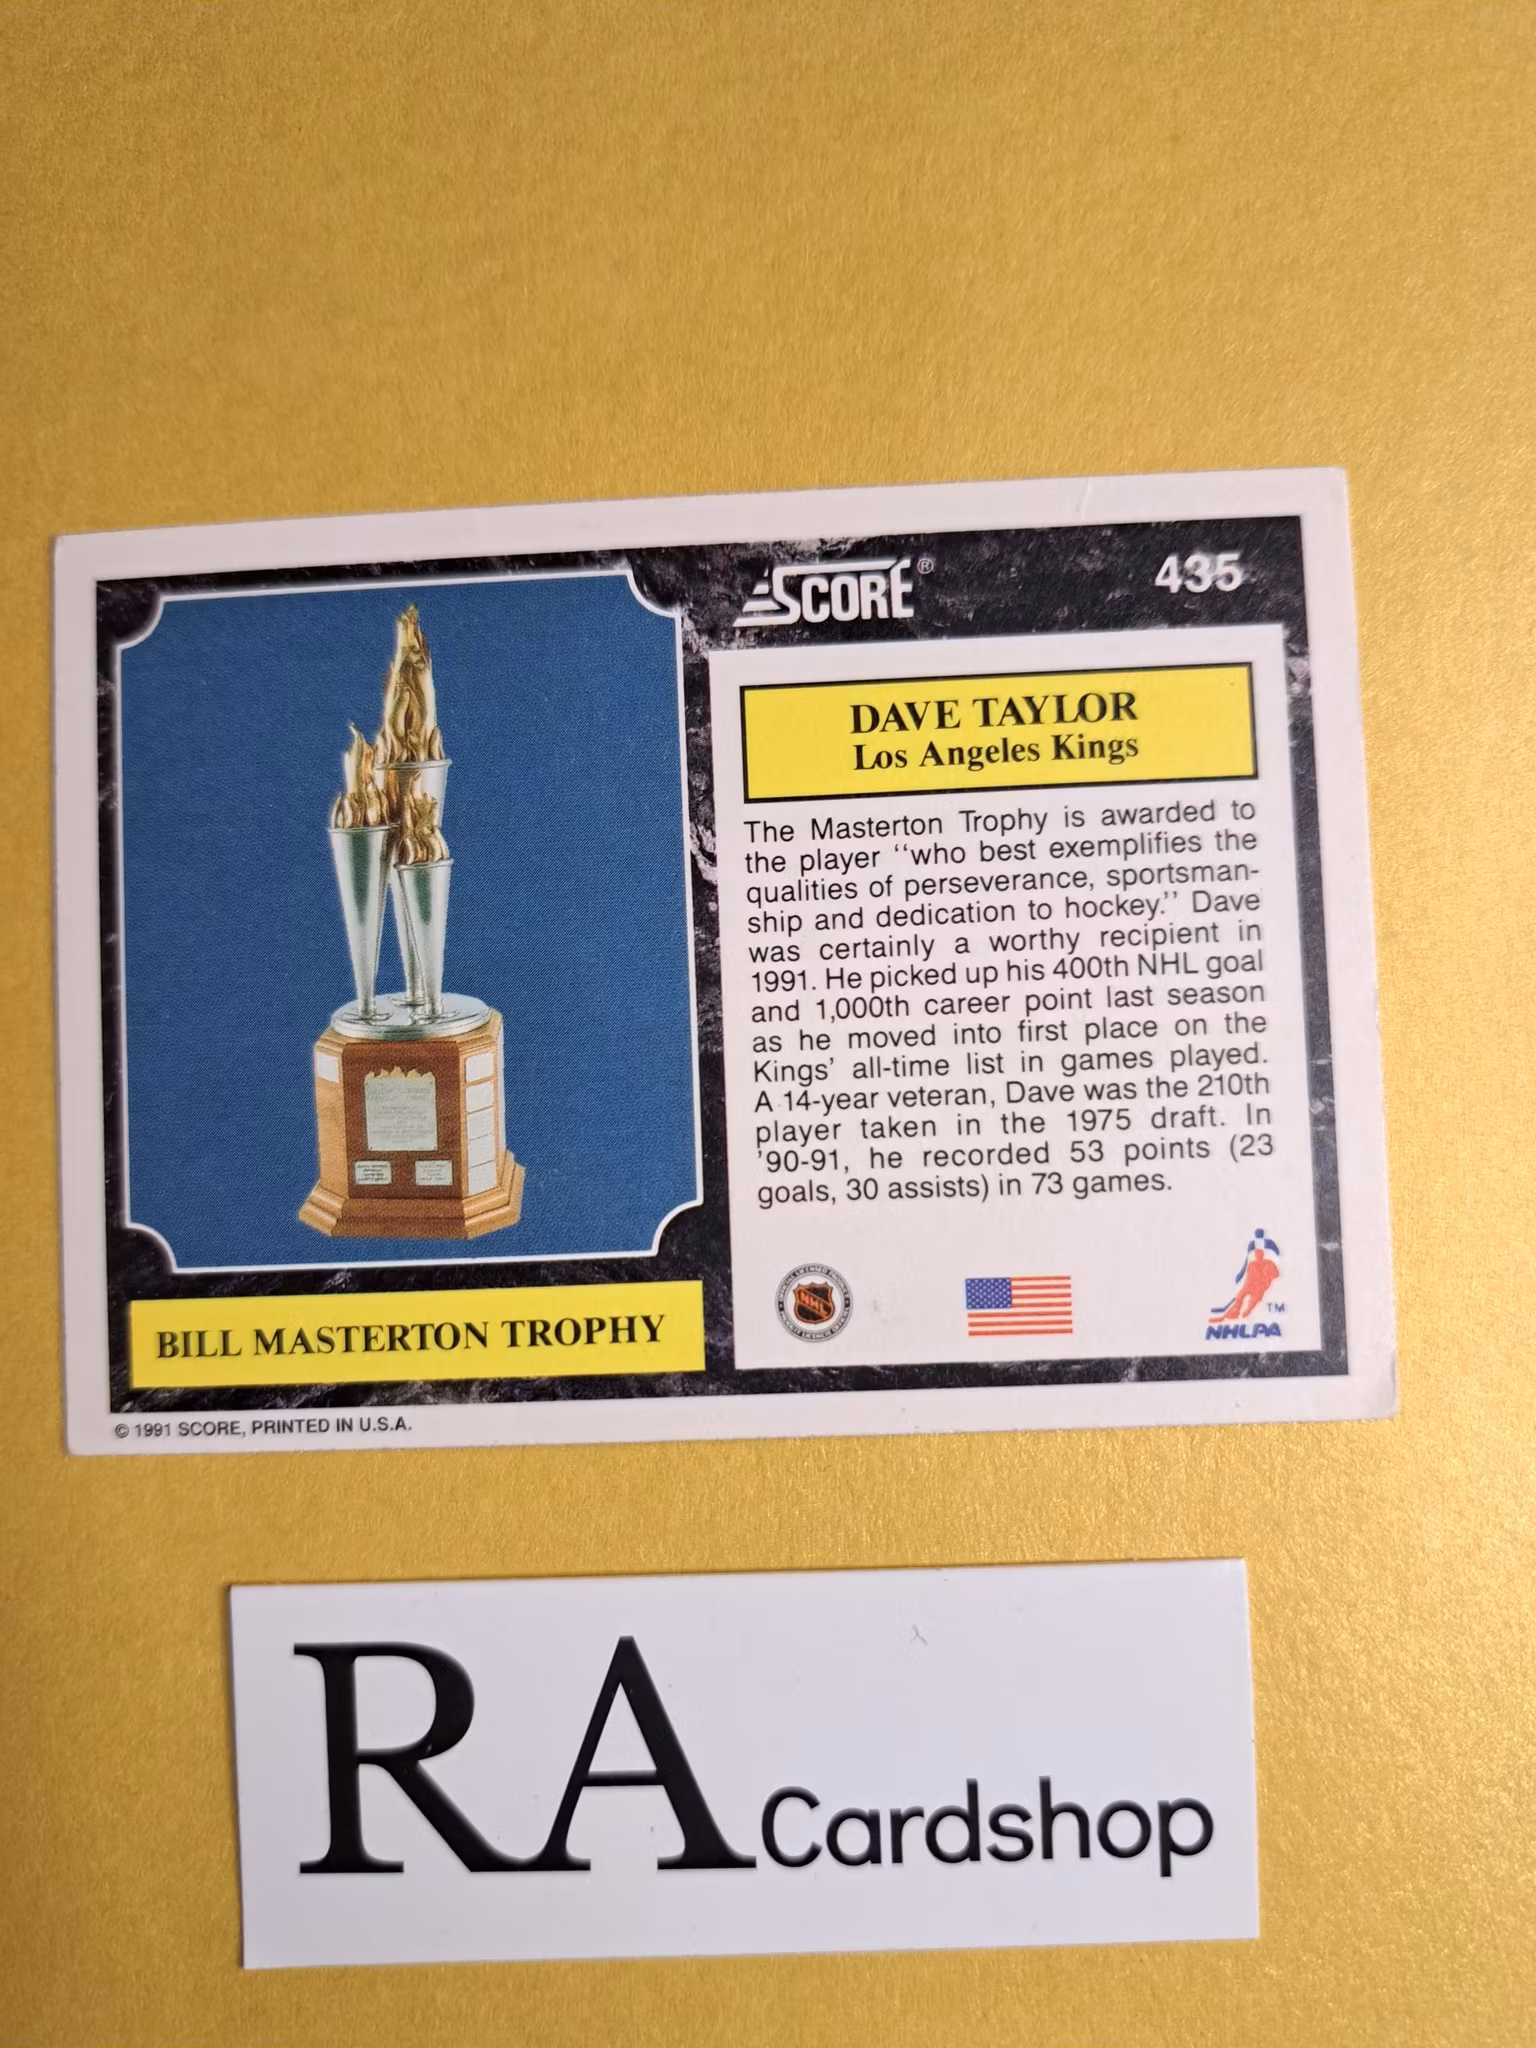 SCORE®
435
DAVE TAYLOR
Los Angeles Kings
The Masterton Trophy is awarded to
the player "who best exemplifies the
qualities of perseverance, sportsman-
ship and dedication to hockey." Dave
was certainly a worthy recipient in
1991. He picked up his 400th NHL goal
and 1,000th career point last season
as he moved into first place on the
Kings' all-time list in games played.
A 14-year veteran, Dave was the 210th
player taken in the 1975 draft. In
'90-91, he recorded 53 points (23
goals, 30 assists) in 73 games.
NHL
TM
NHLPA
BILL MASTERTON TROPHY
© 1991 SCORE, PRINTED IN U.S.A.
RA Cardshop